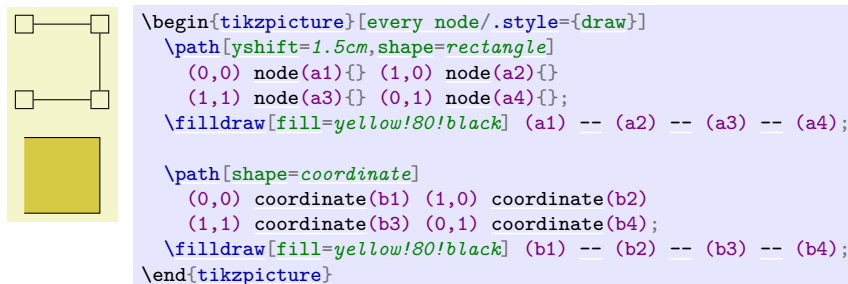 \begin{tikzpicture}[every node/.style={draw}]
\path[yshift=1.5cm,shape=rectangle]
(0,0) node(a1){} (1,0) node(a2){}
(1,1) node(a3){} (0,1) node(a4){};
\filldraw[fill=yellow!80!black] (a1) -- (a2) -- (a3) -- (a4);
\path[shape=coordinate]
(0,0) coordinate(b1) (1,0) coordinate(b2)
(1,1) coordinate(b3) (0,1) coordinate(b4);
\filldraw[fill=yellow!80!black] (b1) -- (b2) -- (b3) -- (b4);
\end{tikzpicture}